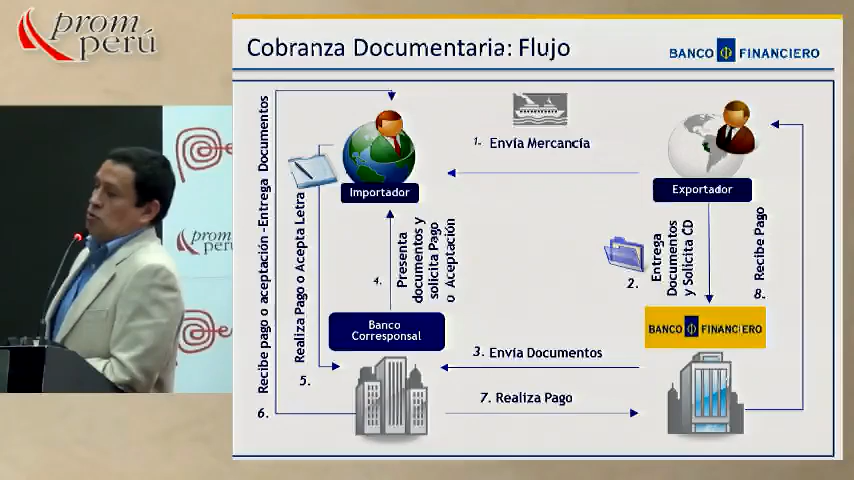 prom
perú
Cobranza Documentaria: Flujo
BANCO FINANCIERO
1. Envía Mercancía
Importador
Exportador
Recibe pago o aceptación -Entrega Documentos
Realiza Pago o Acepta Letra
4.
Presenta
documentos y
solicita Pago
o Aceptación
2.
Entrega
Documentos
y Solicita CD
8. Recibe Pago
Banco
Corresponsal
BANCO FINANCIERO
3. Envía Documentos
5.
7. Realiza Pago
6.
prom
perú